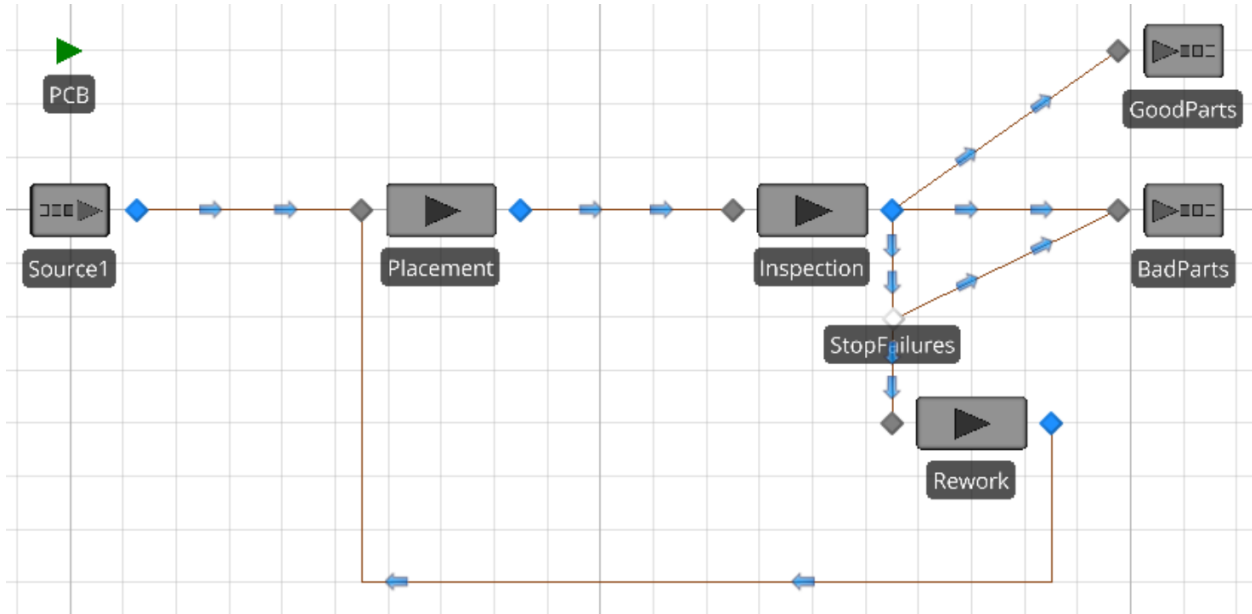 PCB
GoodParts
Source1
Placement
Inspection
BadParts
StopFailures
Rework